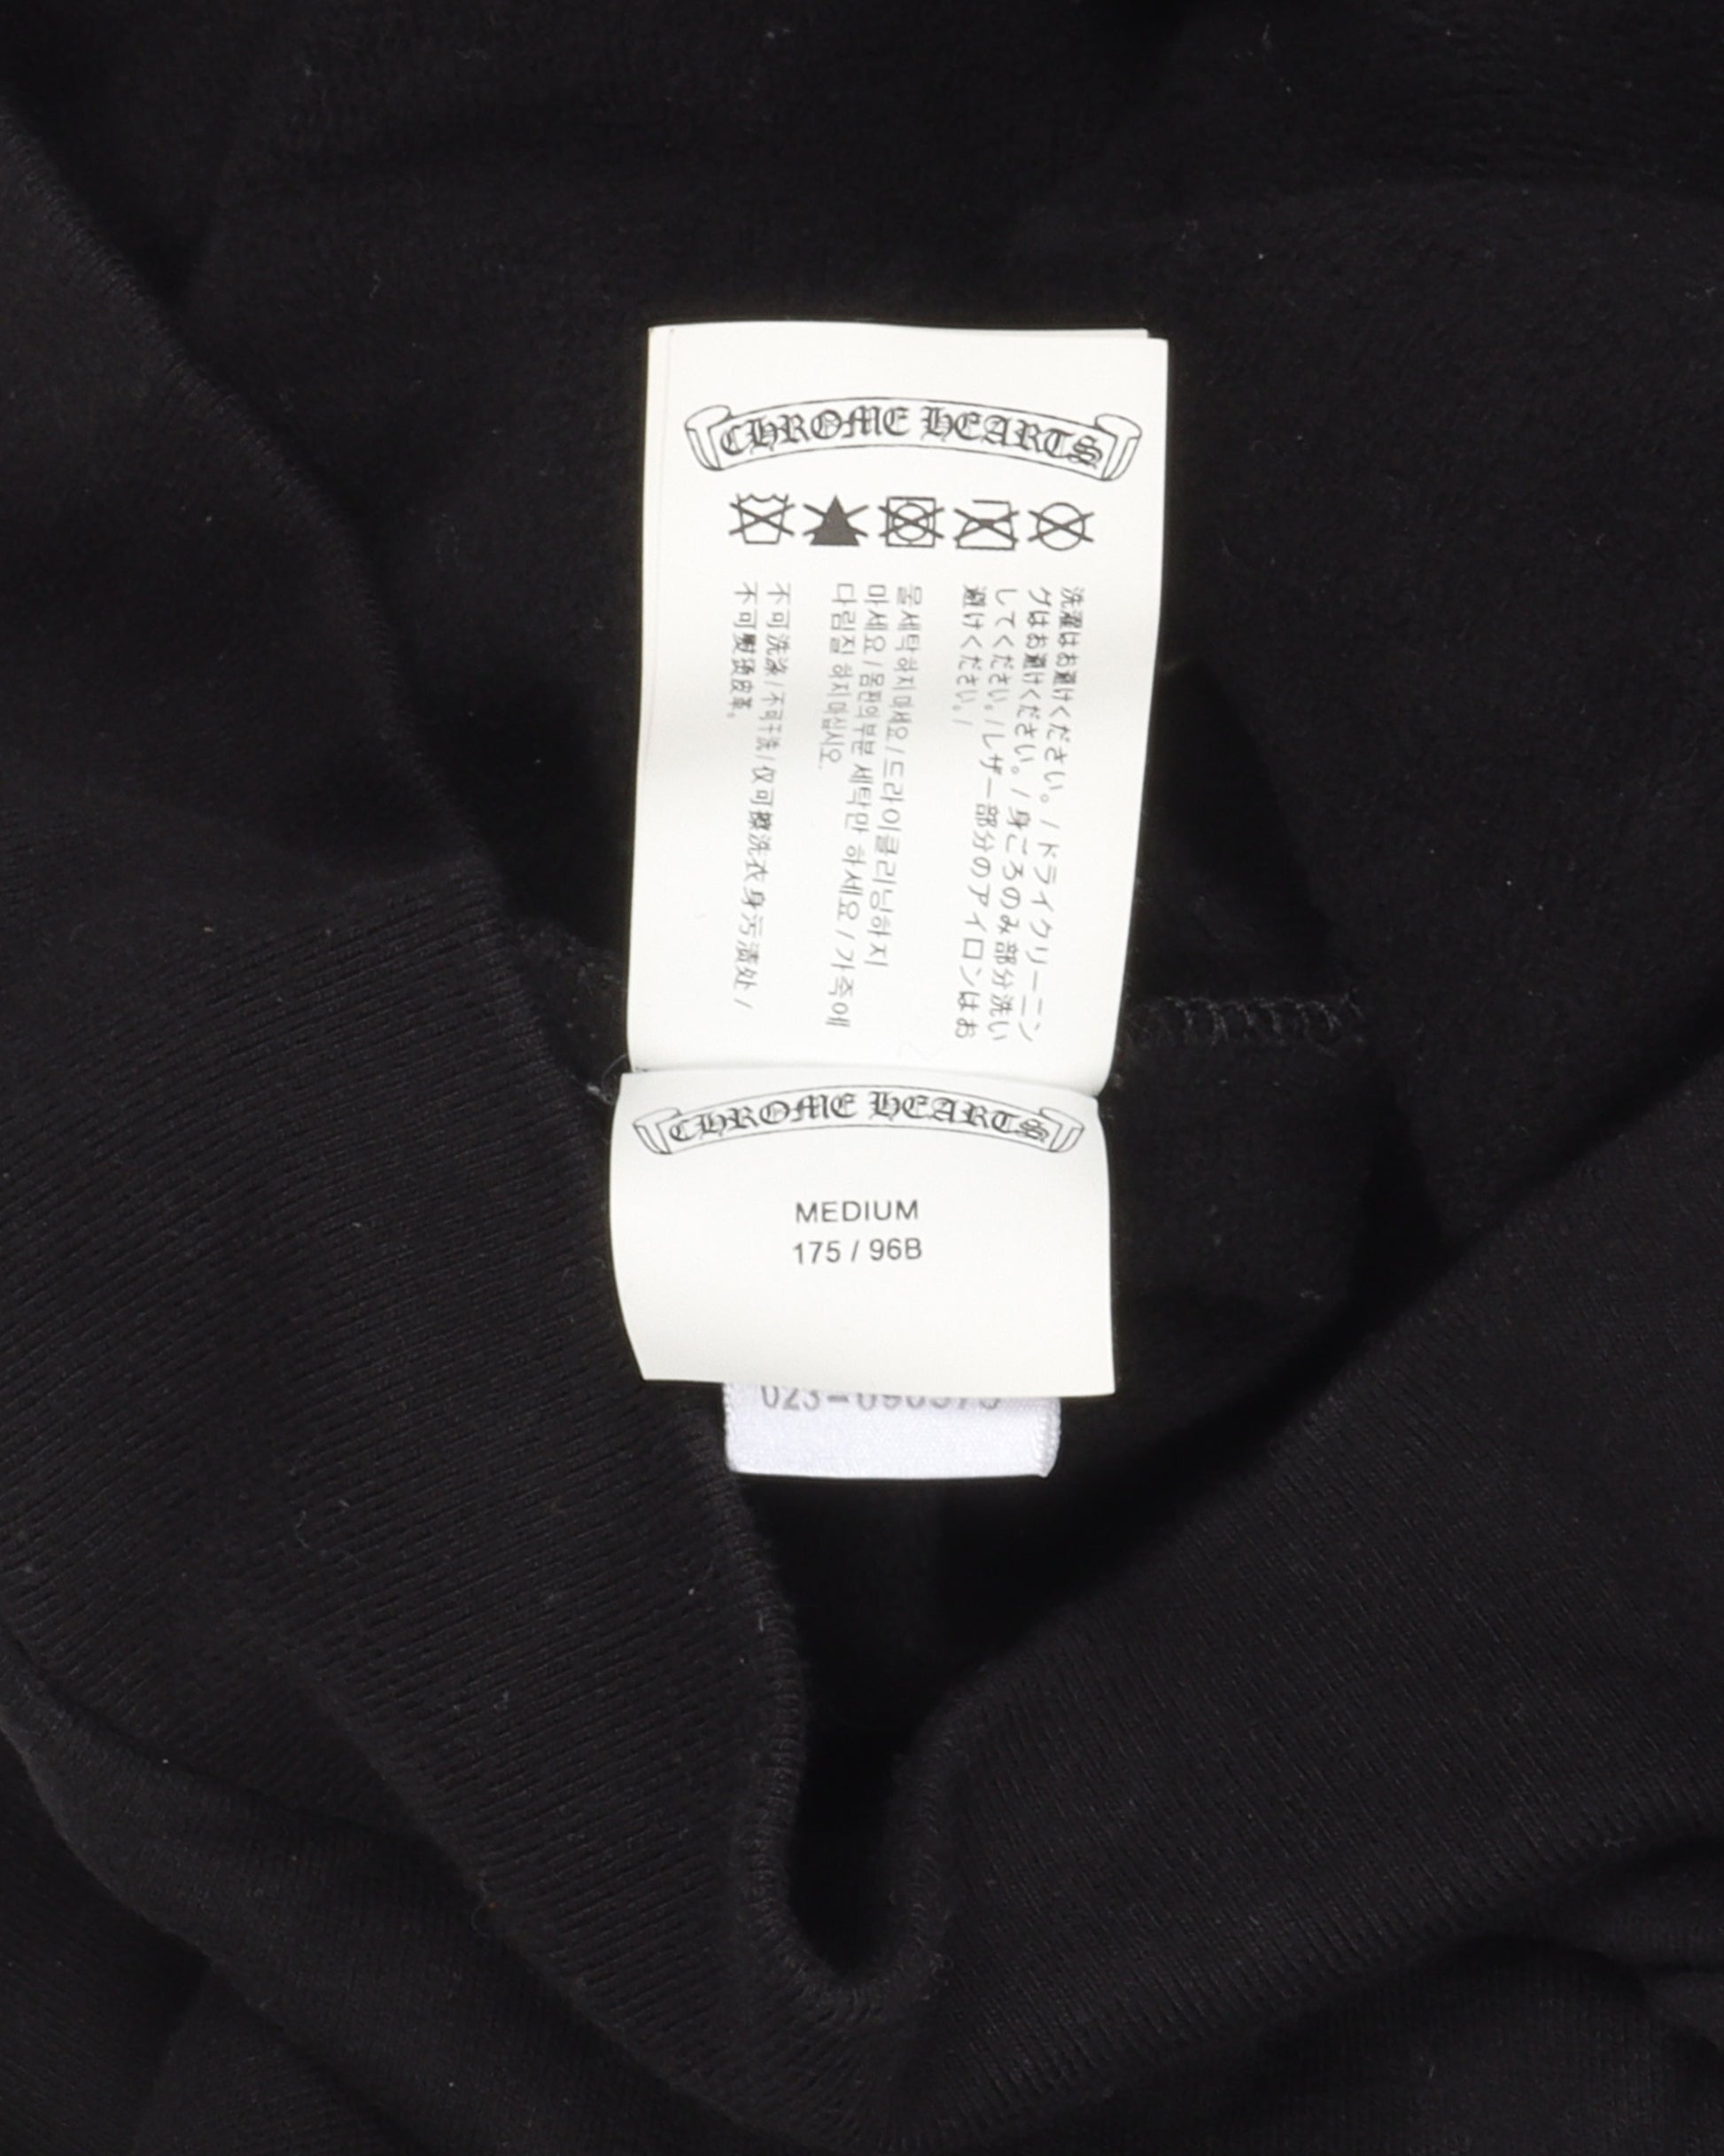 CHROME HEARTS
洗濯はお避けください。/ドライクリーニン
グはお避けください。/身ごろのみ部分洗い
してください。/レザー部分のアイロンはお
避けください。/
물세탁하지 마세요/드라이클리닝하지
마세요/몸판의 부분 세탁만 하세요/가죽에
다림질 하지 마십시오.
不可洗涤/不可干洗/仅可擦洗衣身污渍处/
不可熨烫皮革。
CHROME HEARTS
MEDIUM
175 / 96B